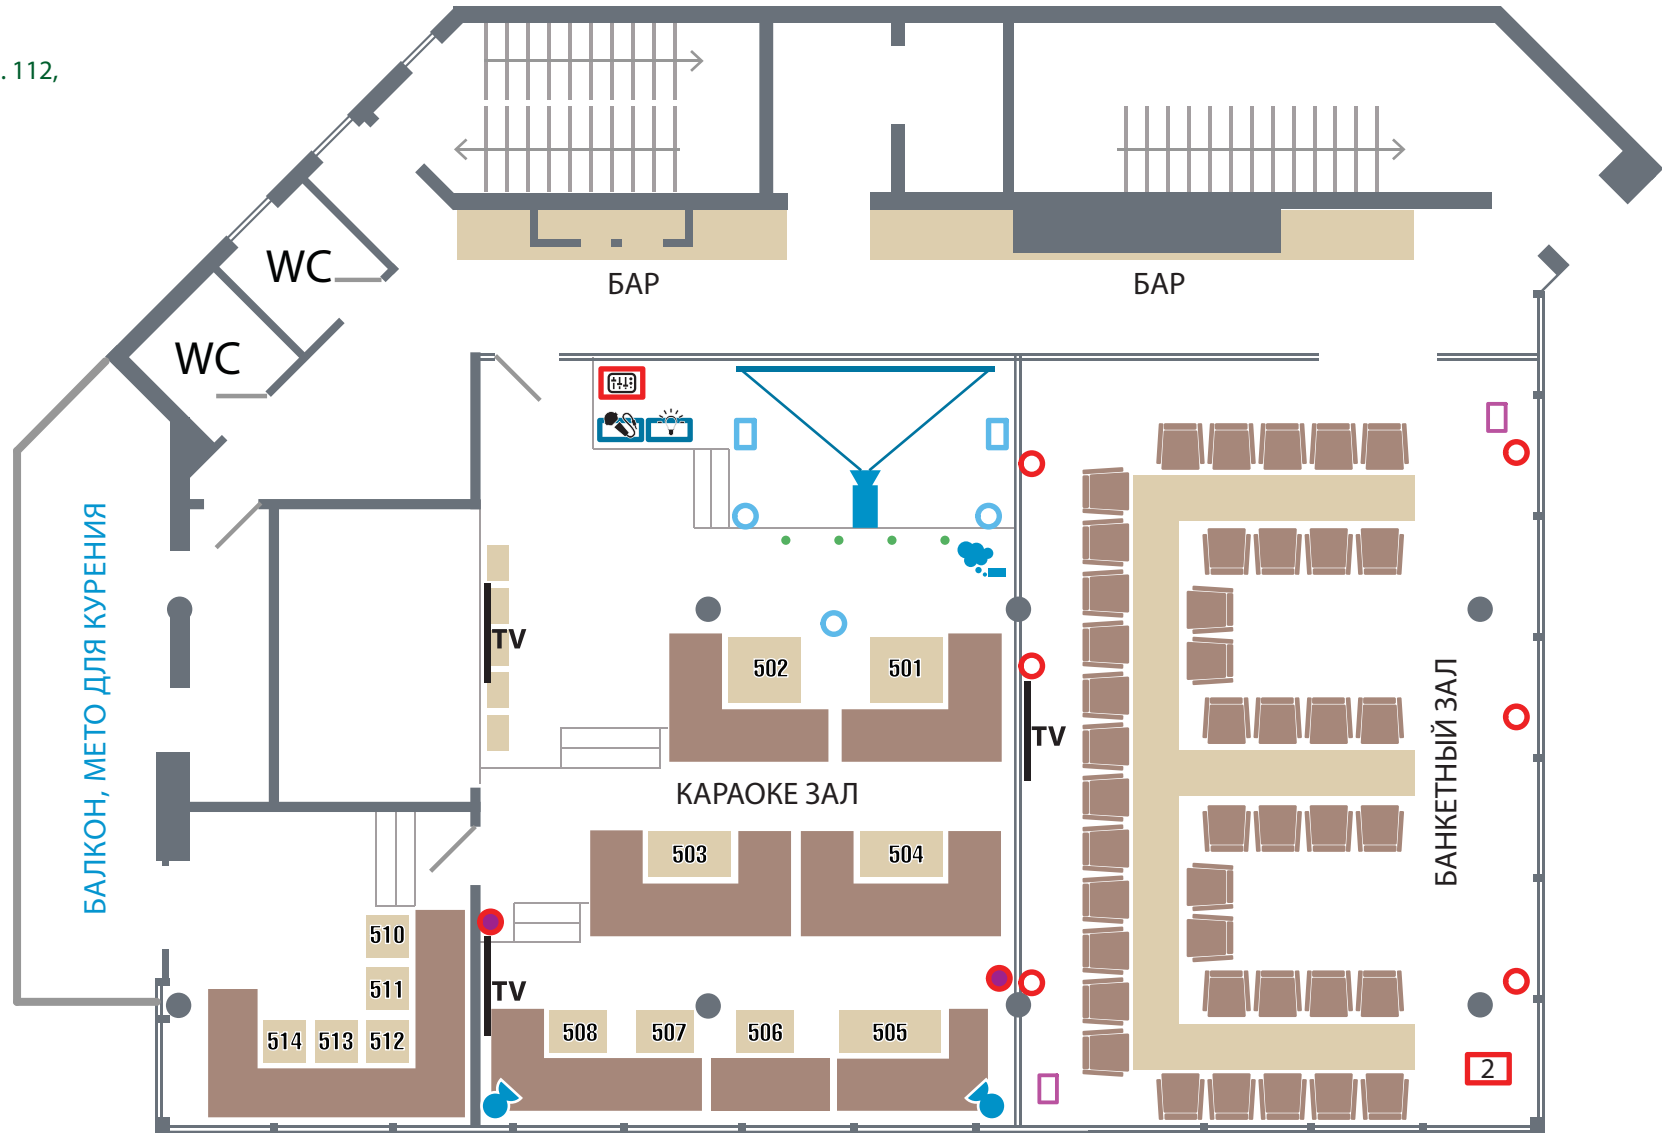 . 112,
WC
БАР
БАР
WC
БАЛКОН, МЕТО ДЛЯ КУРЕНИЯ
TV
502
501
TV
БАНКЕТНЫЙ ЗАЛ
КАРАОКЕ ЗАЛ
503
504
510
511
514
513
512
TV
508
507
506
505
2